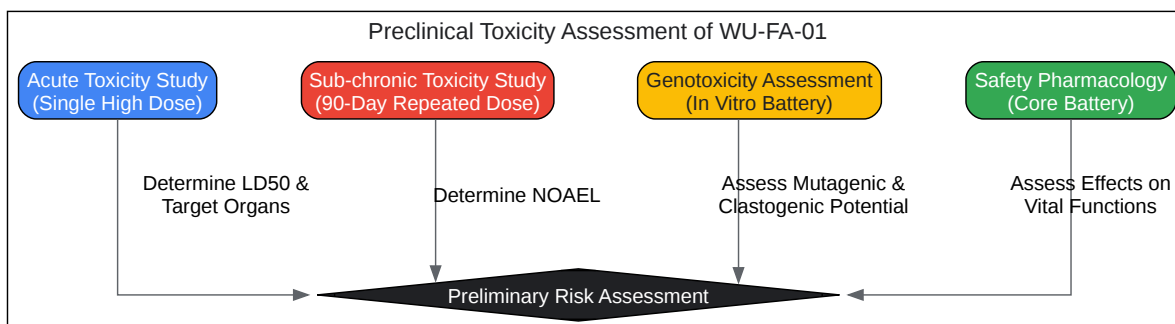 Preclinical Toxicity Assessment of WU-FA-01
Acute Toxicity Study
(Single High Dose)
Sub-chronic Toxicity Study
(90-Day Repeated Dose)
Genotoxicity Assessment
(In Vitro Battery)
Safety Pharmacology
(Core Battery)
Determine LD50 &
Target Organs
Determine NOAEL
Assess Mutagenic &
Clastogenic Potential
Assess Effects on
Vital Functions
Preliminary Risk Assessment